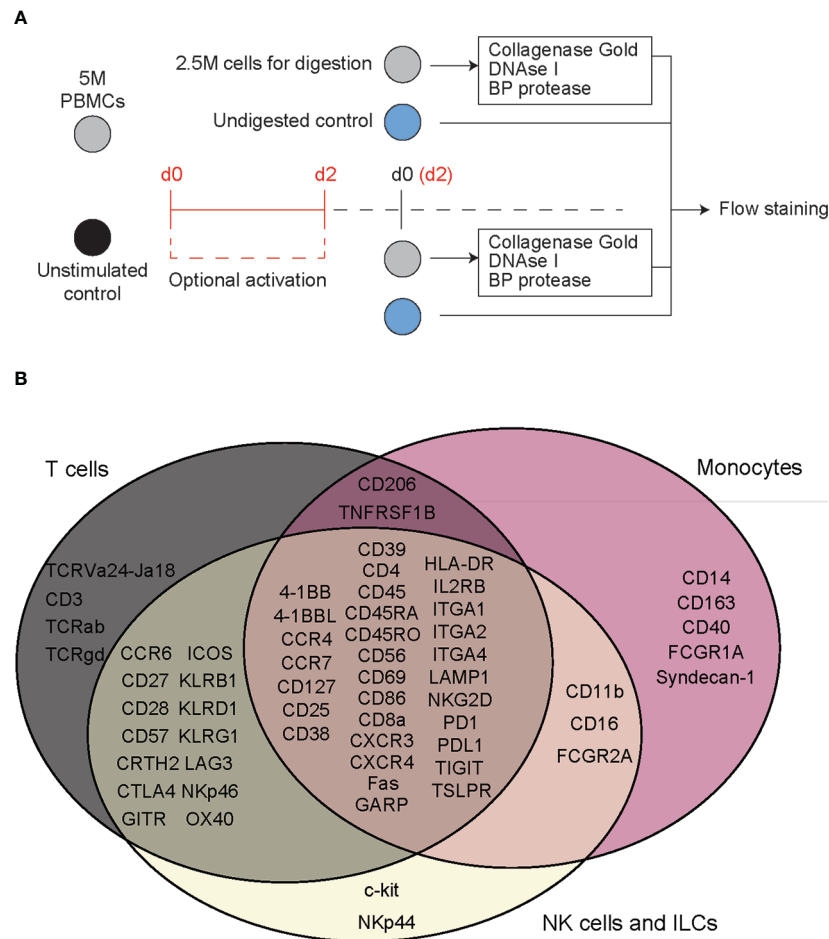 A
5M
PBMCs
2.5M cells for digestion
Collagenase Gold
DNAse I
BP protease
Undigested control
d0
d2
d0 (d2)
Flow staining
Unstimulated
control
Optional activation
Collagenase Gold
DNAse I
BP protease
B
T cells
Monocytes
CD206
TNFRSF1B
TCRVa24-Ja18
CD3
TCRab
TCRgd
CCR6 ICOS
CD27 KLRB1
CD28 KLRD1
CD57 KLRG1
CRTH2 LAG3
CTLA4 NKp46
GITR OX40
4-1BB
4-1BBL
CCR4
CCR7
CD127
CD25
CD38
CD39
CD4
CD45
CD45RA
CD45RO
CD56
CD69
CD86
CD8a
CXCR3
CXCR4
Fas
GARP
HLA-DR
IL2RB
ITGA1
ITGA2
ITGA4
LAMP1
NKG2D
PD1
PDL1
TIGIT
TSLPR
CD11b
CD16
FCGR2A
CD14
CD163
CD40
FCGR1A
Syndecan-1
c-kit
NKp44
NK cells and ILCs